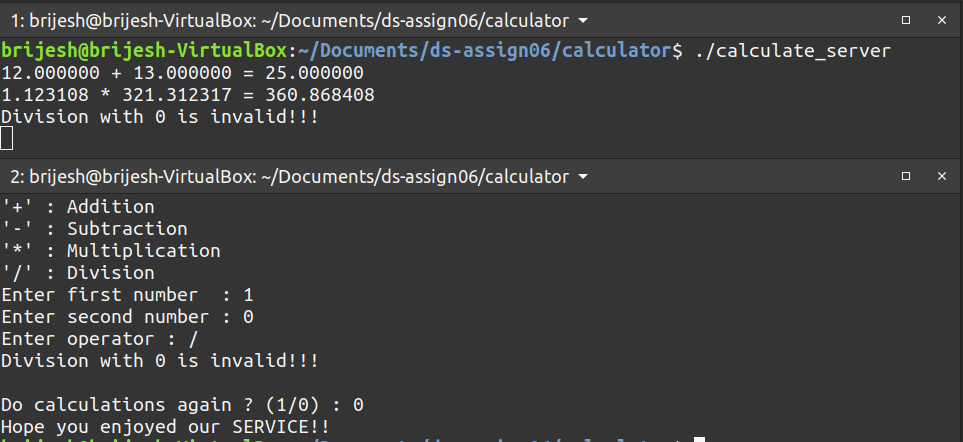 1: brijesh@brijesh-VirtualBox: ~/Documents/ds-assign06/calculator
brijesh@brijesh-VirtualBox:~/Documents/ds-assign06/calculator$ ./calculate_server
12.000000 + 13.000000 = 25.000000
1.123108 * 321.312317 = 360.868408
Division with 0 is invalid!!!
2: brijesh@brijesh-VirtualBox: ~/Documents/ds-assign06/calculator
'+' : Addition
'-' : Subtraction
'*' : Multiplication
'/' : Division
Enter first number  : 1
Enter second number : 0
Enter operator : /
Division with 0 is invalid!!!
Do calculations again ? (1/0) : 0
Hope you enjoyed our SERVICE!!